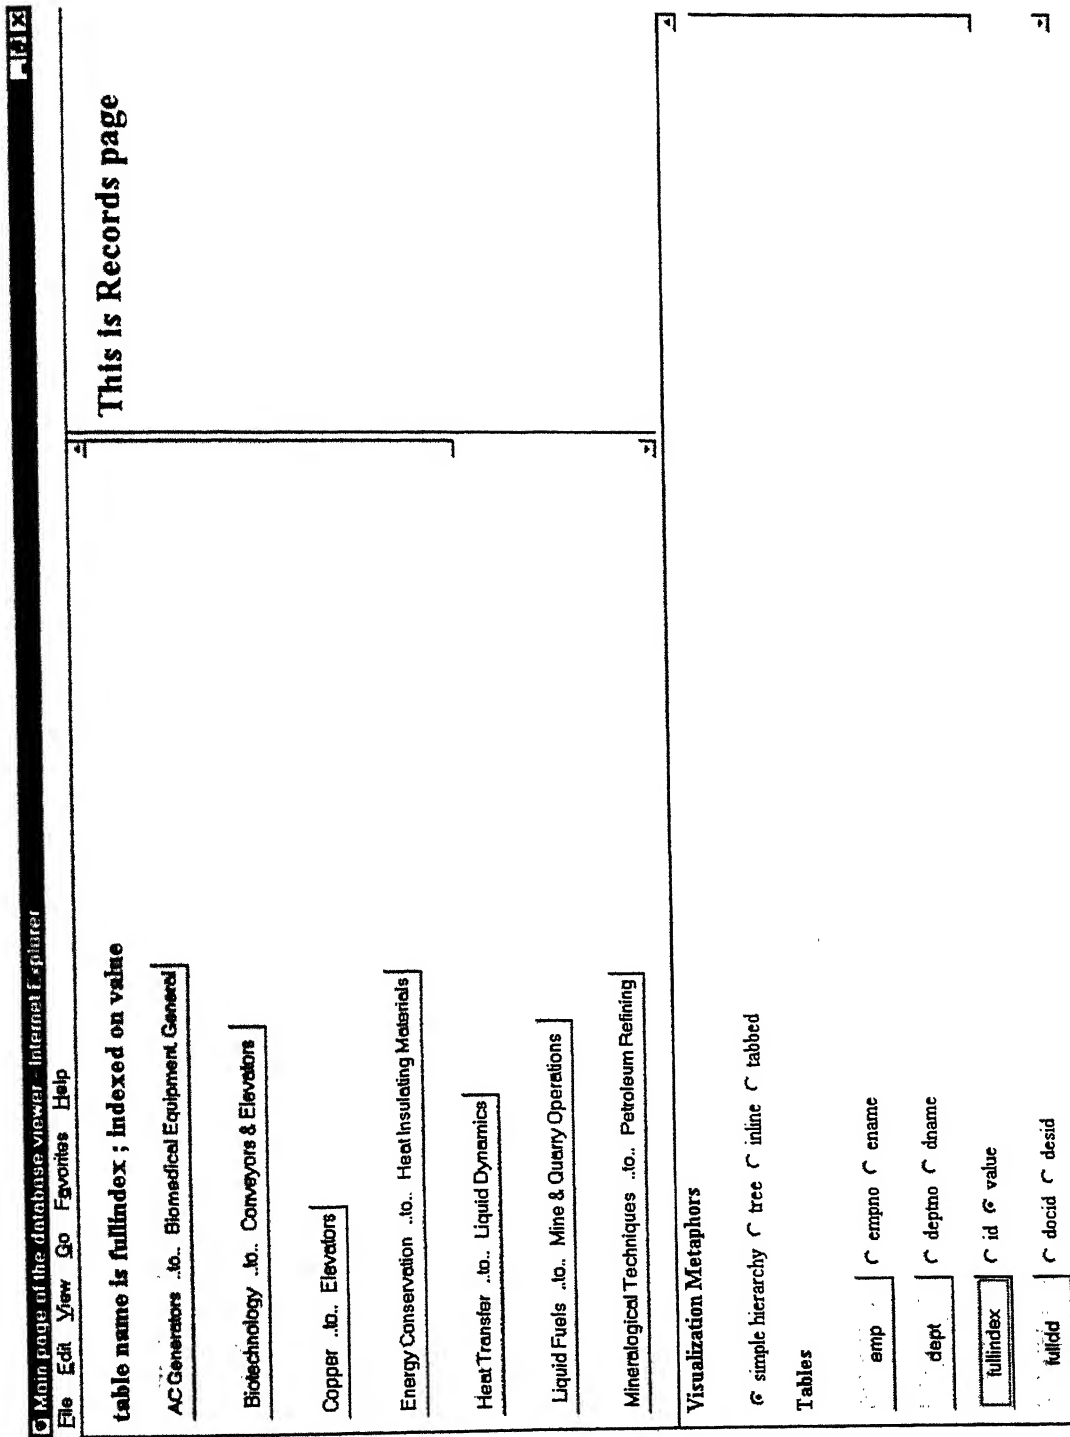 Main page of the database viewer - Internet Explorer
File Edit View Go Favorites Help
table name is fullindex ; indexed on value
AC Generators ..to.. Biomedical Equipment, General
Biotechnology ..to.. Conveyors & Elevators
Copper ..to.. Elevators
Energy Conservation ..to.. Heat Insulating Materials
Heat Transfer ..to.. Liquid Dynamics
Liquid Fuels ..to.. Mine & Quarry Operations
Mineralogical Techniques ..to.. Petroleum Refining
This is Records page
Visualization Metaphors
simple hierarchy tree inline tabbed
Tables
emp empno ename
dept deptno dname
fullindex id value
fulldd docid desid